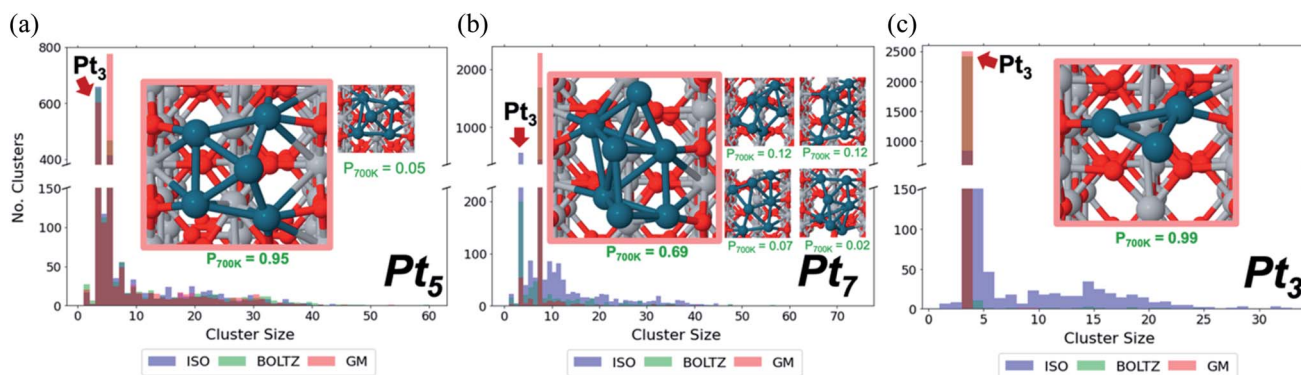 (a)
(b)
(c)
No. Clusters
800
600
400
150
100
50
0
Pt3
P700K = 0.95
P700K = 0.05
Pt5
0 10 20 30 40 50 60
Cluster Size
ISO BOLTZ GM
2000
1000
200
100
0
Pt3
P700K = 0.69
P700K = 0.12
P700K = 0.12
P700K = 0.07
P700K = 0.02
Pt7
0 10 20 30 40 50 60 70 80
Cluster Size
ISO BOLTZ GM
2500
2000
1500
1000
150
100
50
0
Pt3
P700K = 0.99
Pt3
0 5 10 15 20 25 30
Cluster Size
ISO BOLTZ GM